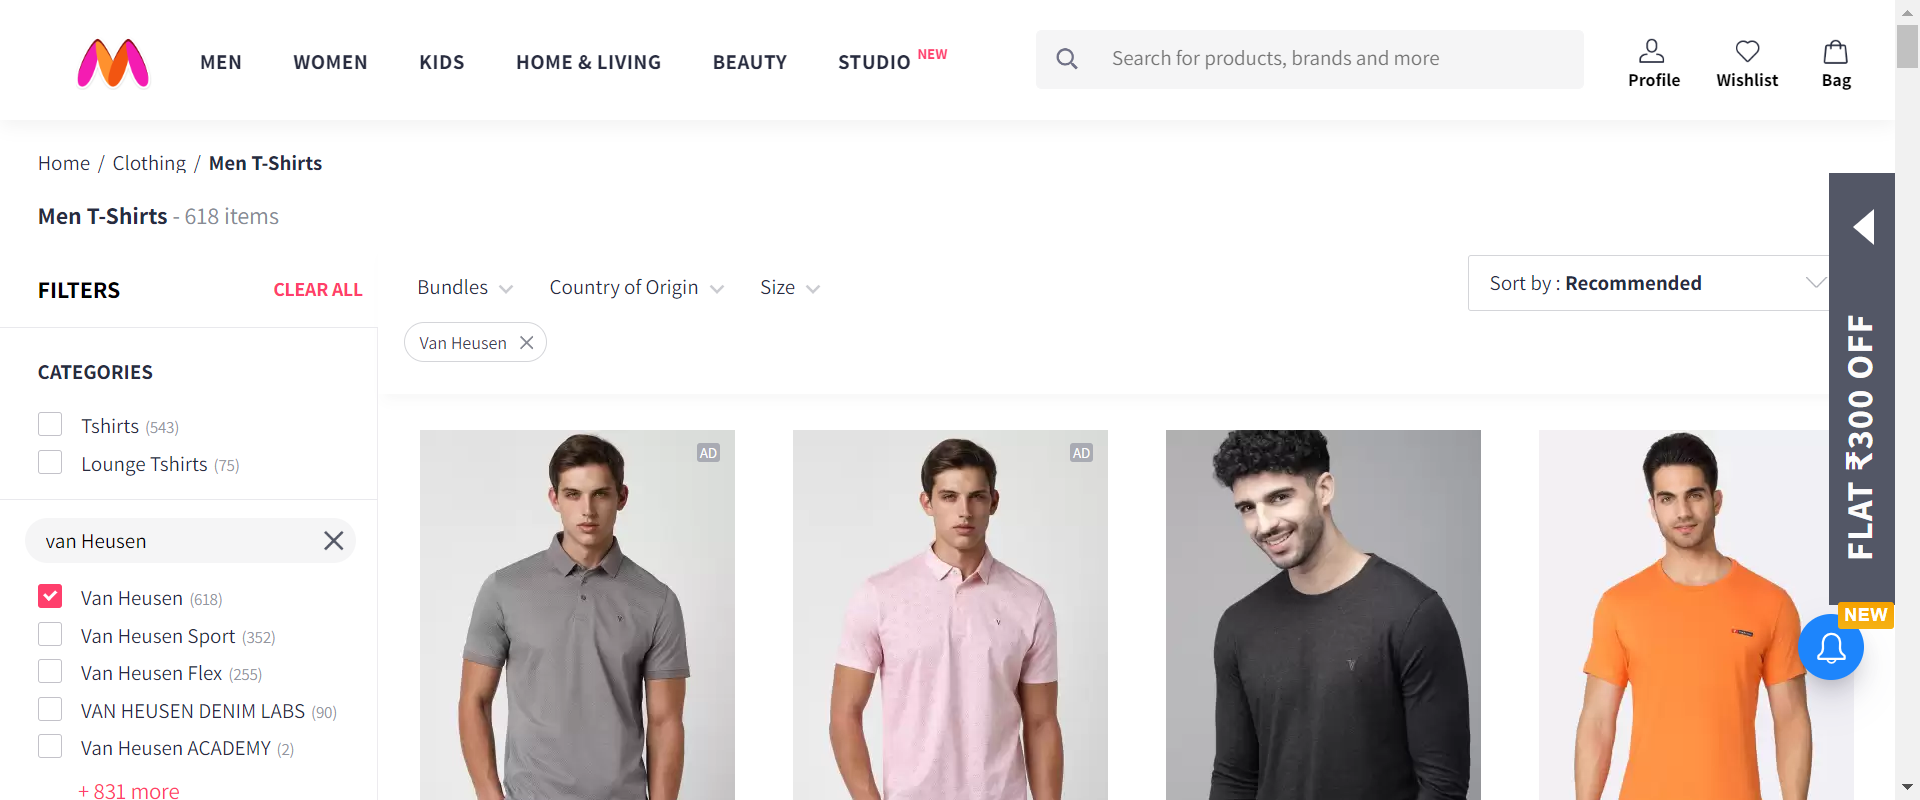 MEN WOMEN KIDS HOME & LIVING BEAUTY STUDIO NEW
Search for products, brands and more
Profile Wishlist Bag
Home / Clothing / Men T-Shirts
Men T-Shirts - 618 items
FILTERS CLEAR ALL
Bundles Country of Origin Size
Sort by : Recommended
Van Heusen
CATEGORIES
Tshirts (543)
Lounge Tshirts (75)
van Heusen
Van Heusen (618)
Van Heusen Sport (352)
Van Heusen Flex (255)
VAN HEUSEN DENIM LABS (90)
Van Heusen ACADEMY (2)
+ 831 more
AD
AD
FLAT ₹300 OFF
NEW